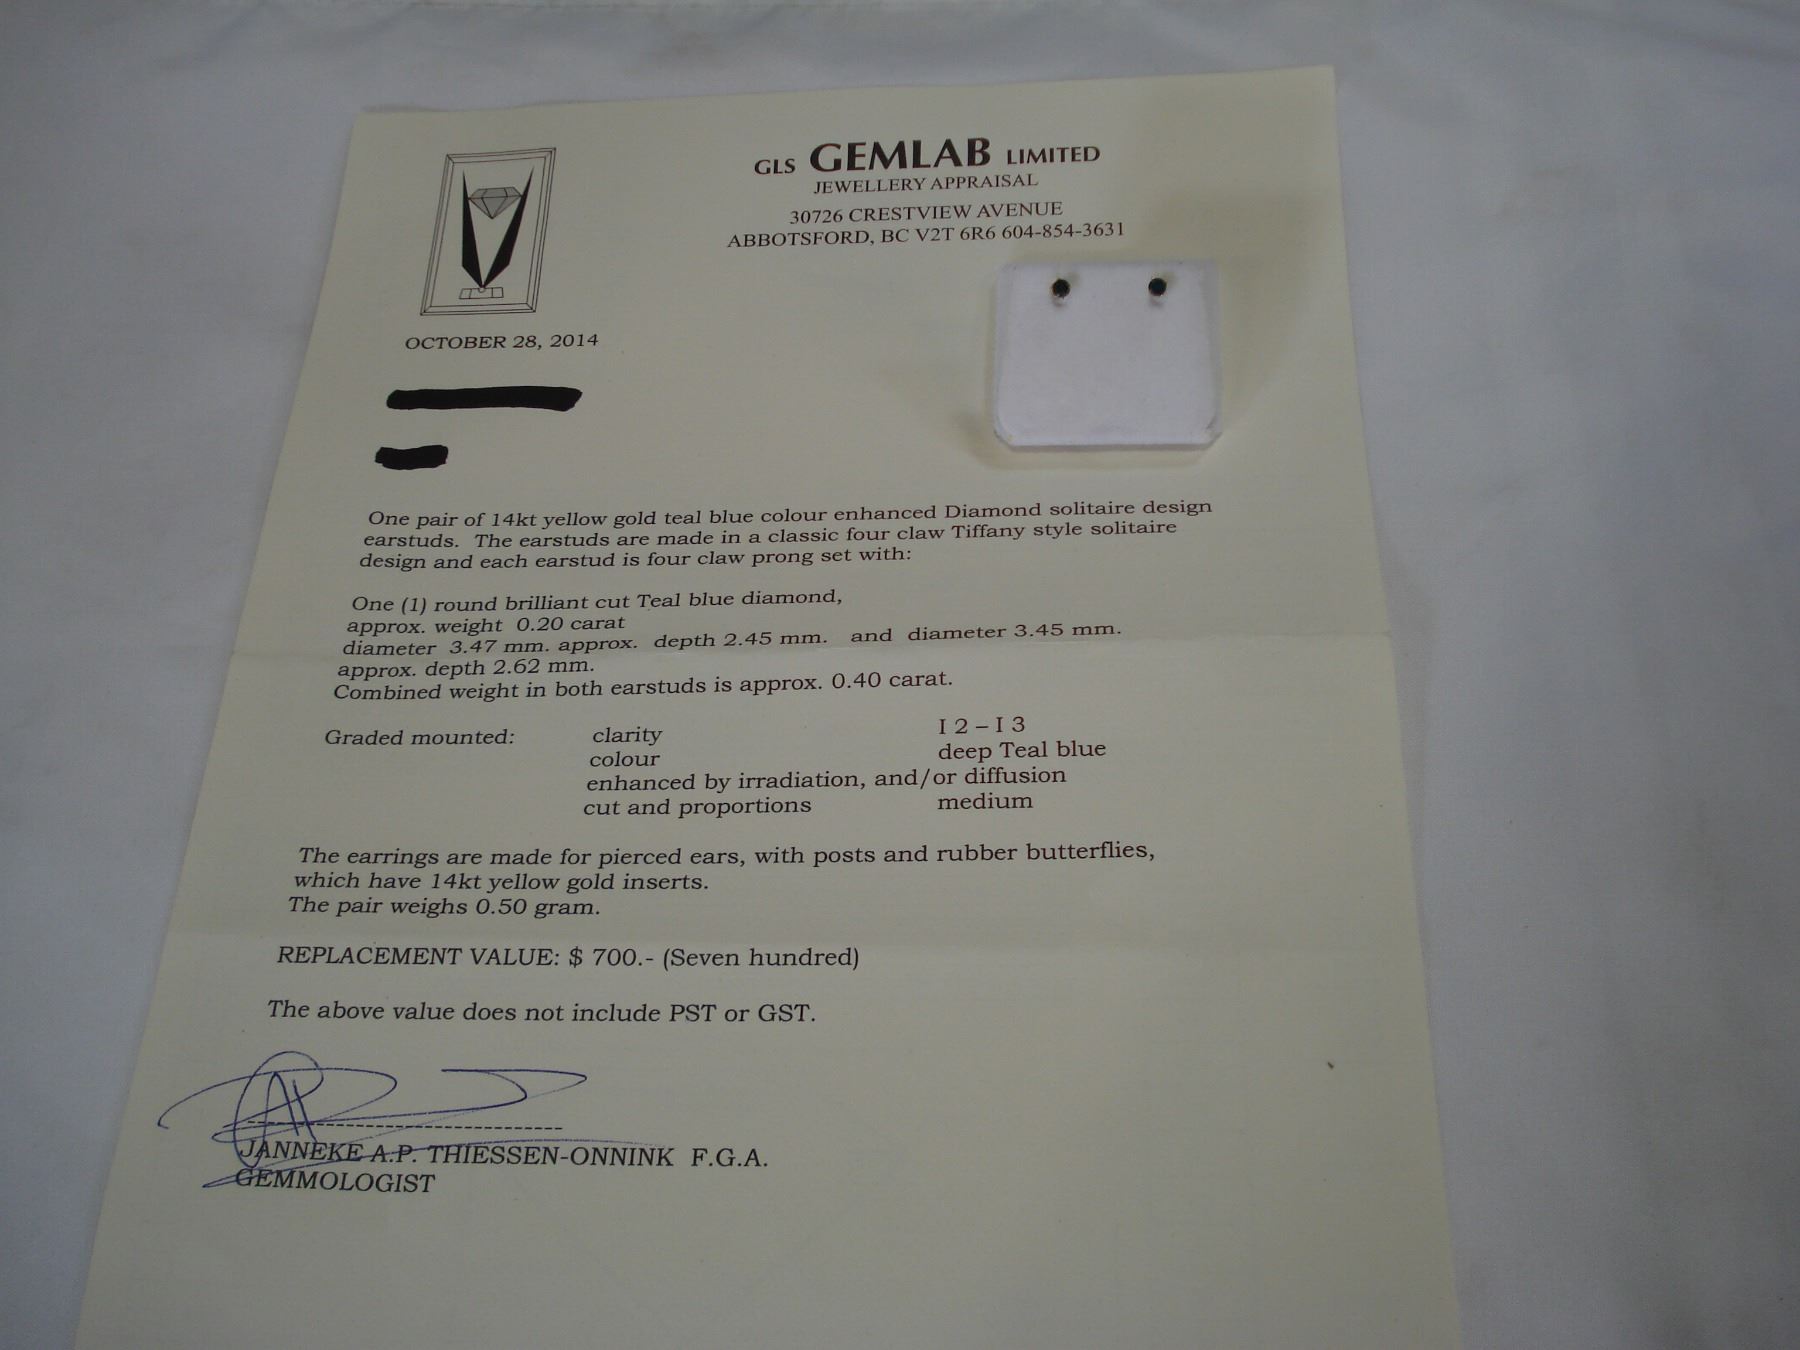 GLS GEMLAB LIMITED
JEWELLERY APPRAISAL
30726 CRESTVIEW AVENUE
ABBOTSFORD, BC V2T 6R6 604-854-3631
OCTOBER 28, 2014
One pair of 14kt yellow gold teal blue colour enhanced Diamond solitaire design
earstuds. The earstuds are made in a classic four claw Tiffany style solitaire
design and each earstud is four claw prong set with:
One (1) round brilliant cut Teal blue diamond,
approx. weight 0.20 carat
diameter 3.47 mm. approx. depth 2.45 mm. and diameter 3.45 mm.
approx. depth 2.62 mm.
Combined weight in both earstuds is approx. 0.40 carat.
Graded mounted: clarity I 2 – I 3
colour deep Teal blue
enhanced by irradiation, and/or diffusion
cut and proportions medium
The earrings are made for pierced ears, with posts and rubber butterflies,
which have 14kt yellow gold inserts.
The pair weighs 0.50 gram.
REPLACEMENT VALUE: $ 700.- (Seven hundred)
The above value does not include PST or GST.
JANNEKE A.P. THIESSEN-ONNINK F.G.A.
GEMMOLOGIST